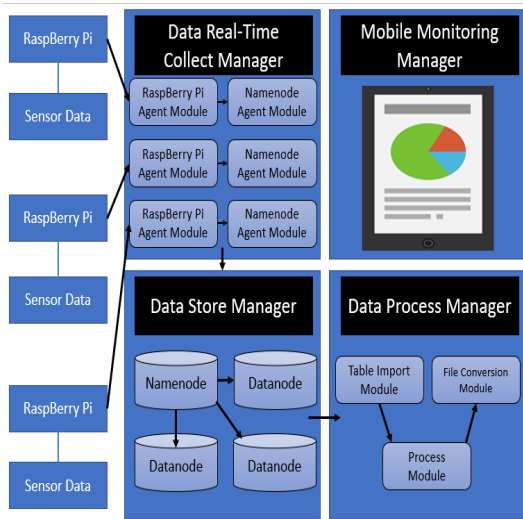 RaspBerry Pi
Sensor Data
RaspBerry Pi
Sensor Data
RaspBerry Pi
Sensor Data
Data Real-Time
Collect Manager
RaspBerry Pi
Agent Module
Namenode
Agent Module
RaspBerry Pi
Agent Module
Namenode
Agent Module
RaspBerry Pi
Agent Module
Namenode
Agent Module
Mobile Monitoring
Manager
Data Store Manager
Namenode
Datanode
Datanode
Datanode
Data Process Manager
Table Import
Module
File Conversion
Module
Process
Module